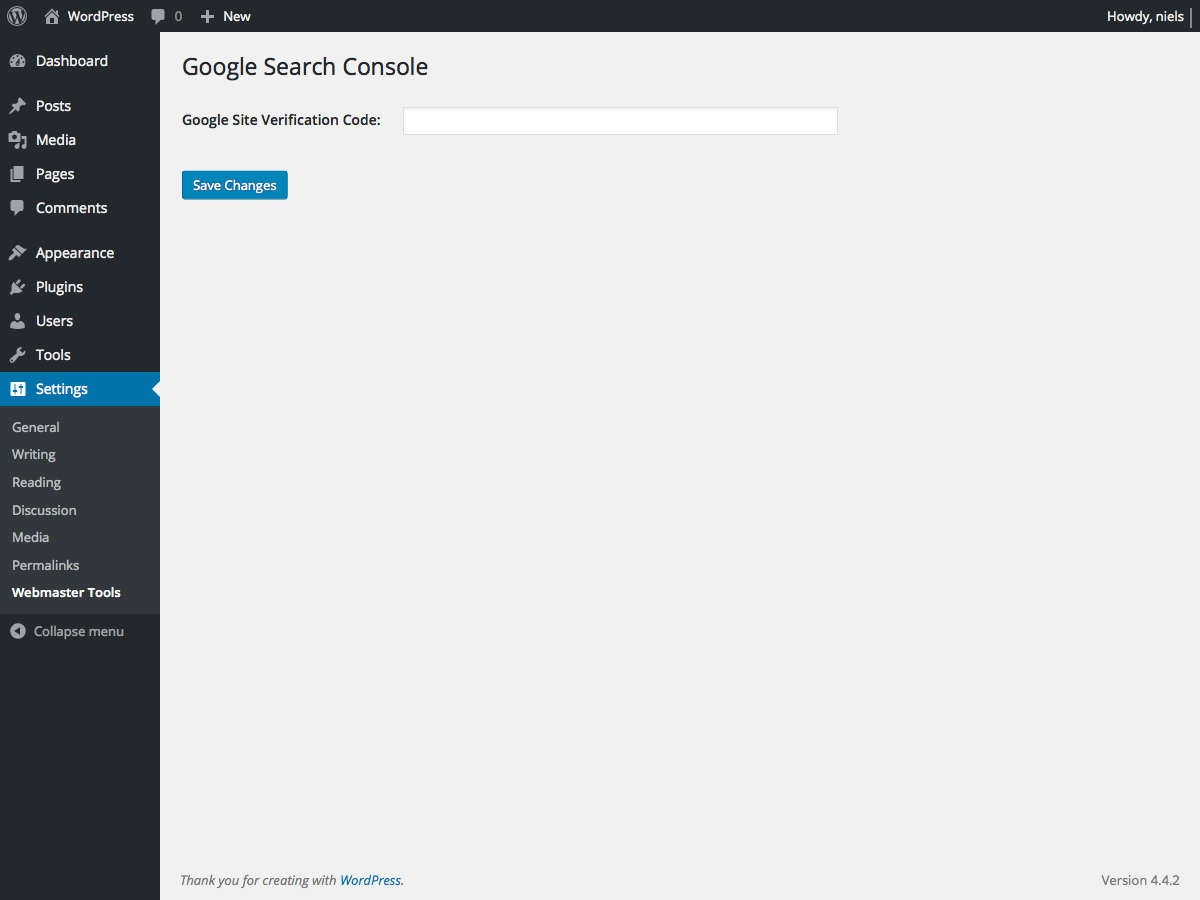 WordPress 0 New Howdy, niels
Dashboard
Posts
Media
Pages
Comments
Appearance
Plugins
Users
Tools
Settings
General
Writing
Reading
Discussion
Media
Permalinks
Webmaster Tools
Collapse menu
Google Search Console
Google Site Verification Code:
Save Changes
Thank you for creating with WordPress.
Version 4.4.2